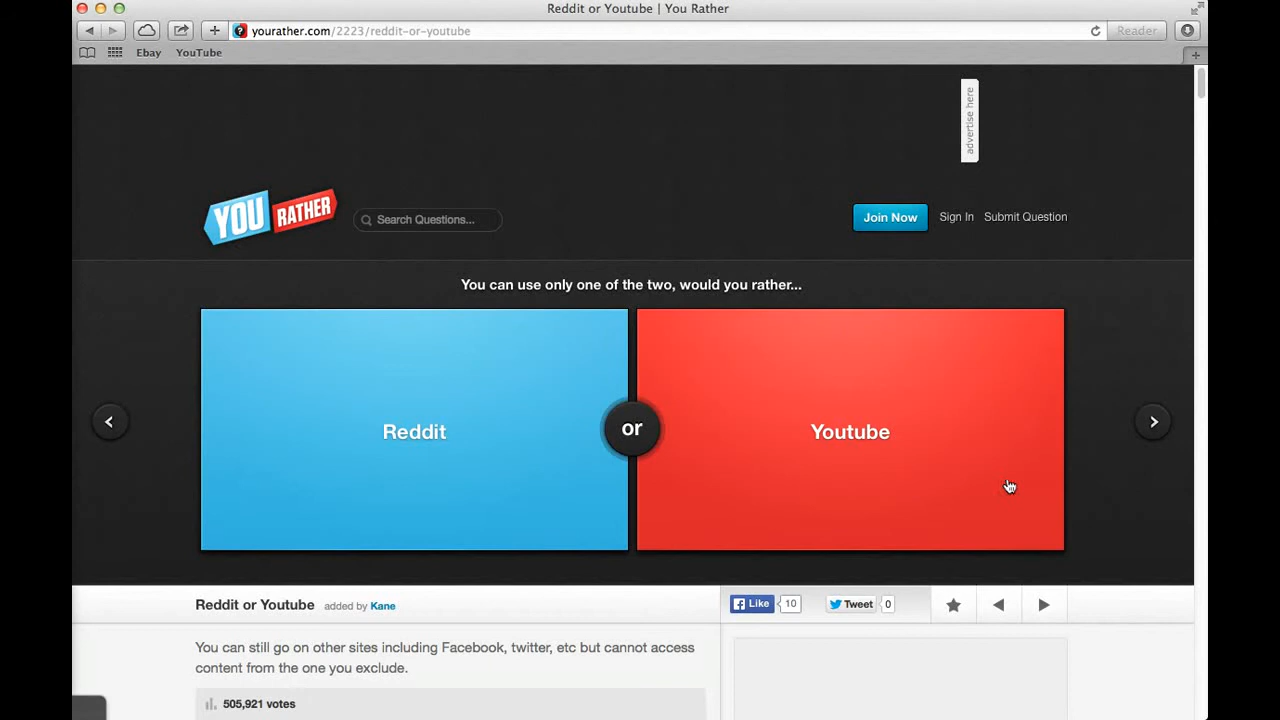 Reddit or Youtube | You Rather
yourather.com/2223/reddit-or-youtube
Reader
Ebay
YouTube
advertise here
YOU RATHER
Search Questions...
Join Now
Sign In
Submit Question
You can use only one of the two, would you rather...
Reddit
or
Youtube
Reddit or Youtube added by Kane
Like 10
Tweet 0
You can still go on other sites including Facebook, twitter, etc but cannot access
content from the one you exclude.
505,921 votes